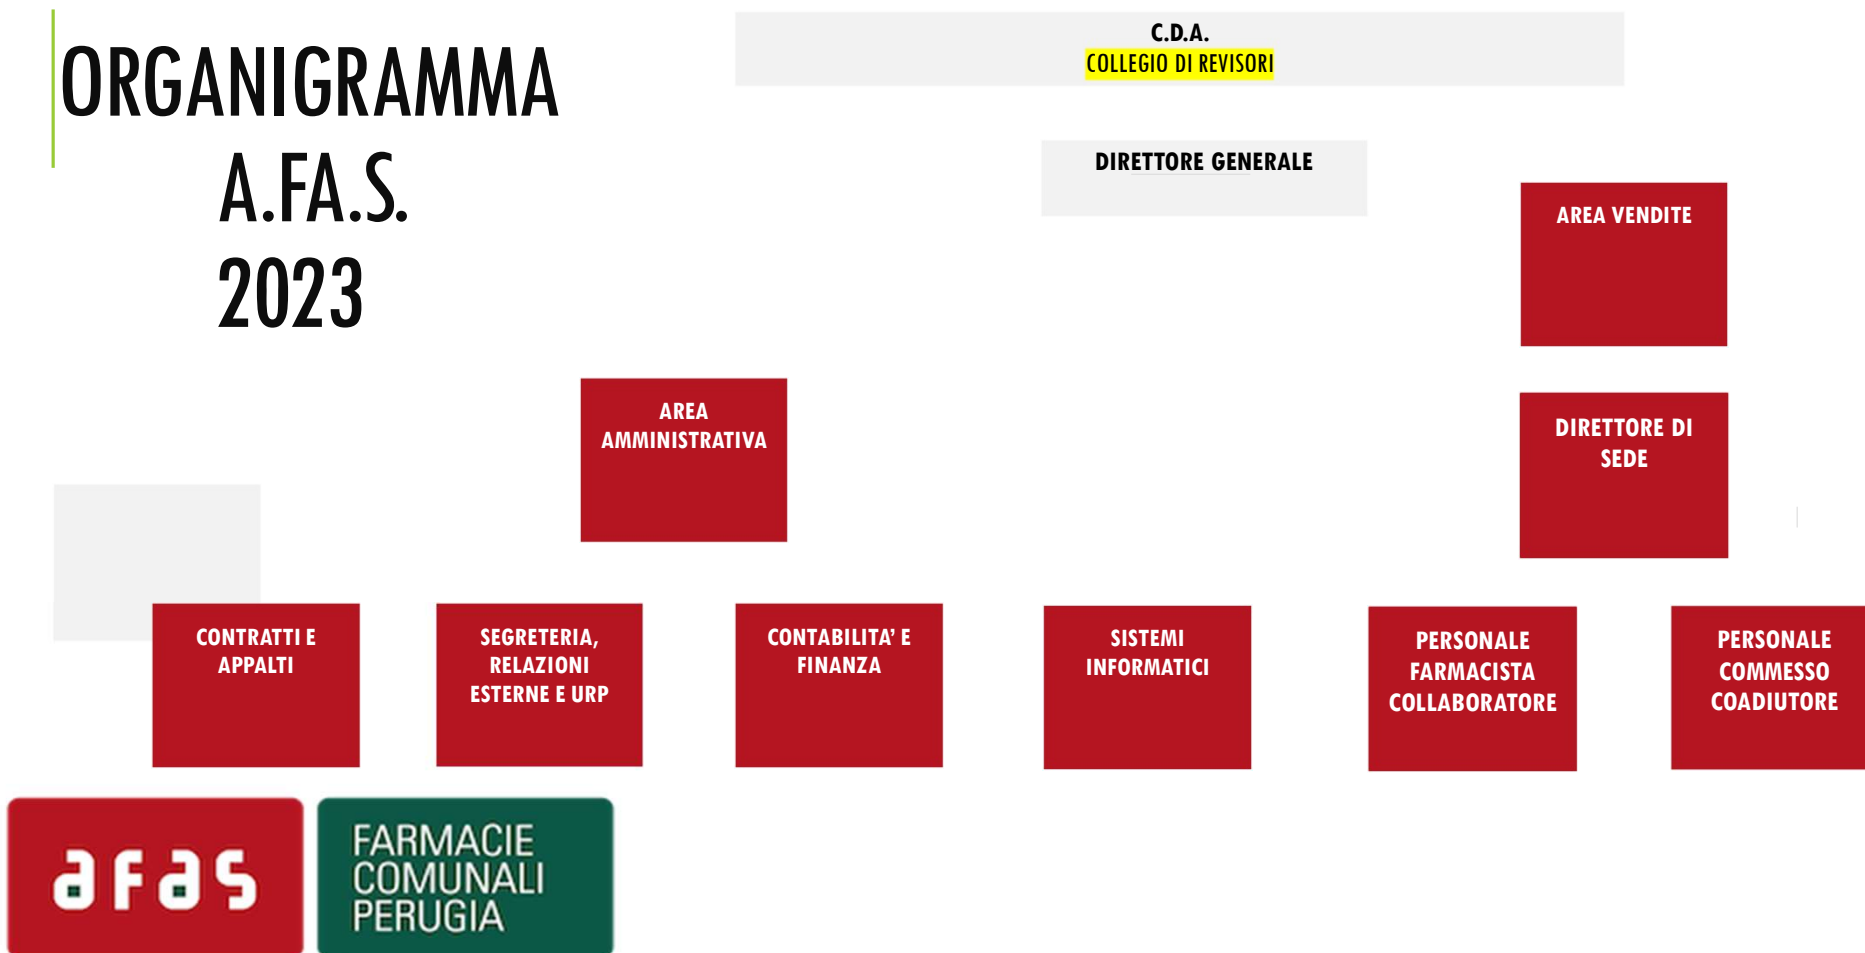 ORGANIGRAMMA
A.FA.S.
2023
C.D.A.
COLLEGIO DI REVISORI
DIRETTORE GENERALE
AREA VENDITE
AREA
AMMINISTRATIVA
DIRETTORE DI
SEDE
CONTRATTI E
APPALTI
SEGRETERIA,
RELAZIONI
ESTERNE E URP
CONTABILITA’ E
FINANZA
SISTEMI
INFORMATICI
PERSONALE
FARMACISTA
COLLABORATORE
PERSONALE
COMMESSO
COADIUTORE
afas
FARMACIE
COMUNALI
PERUGIA